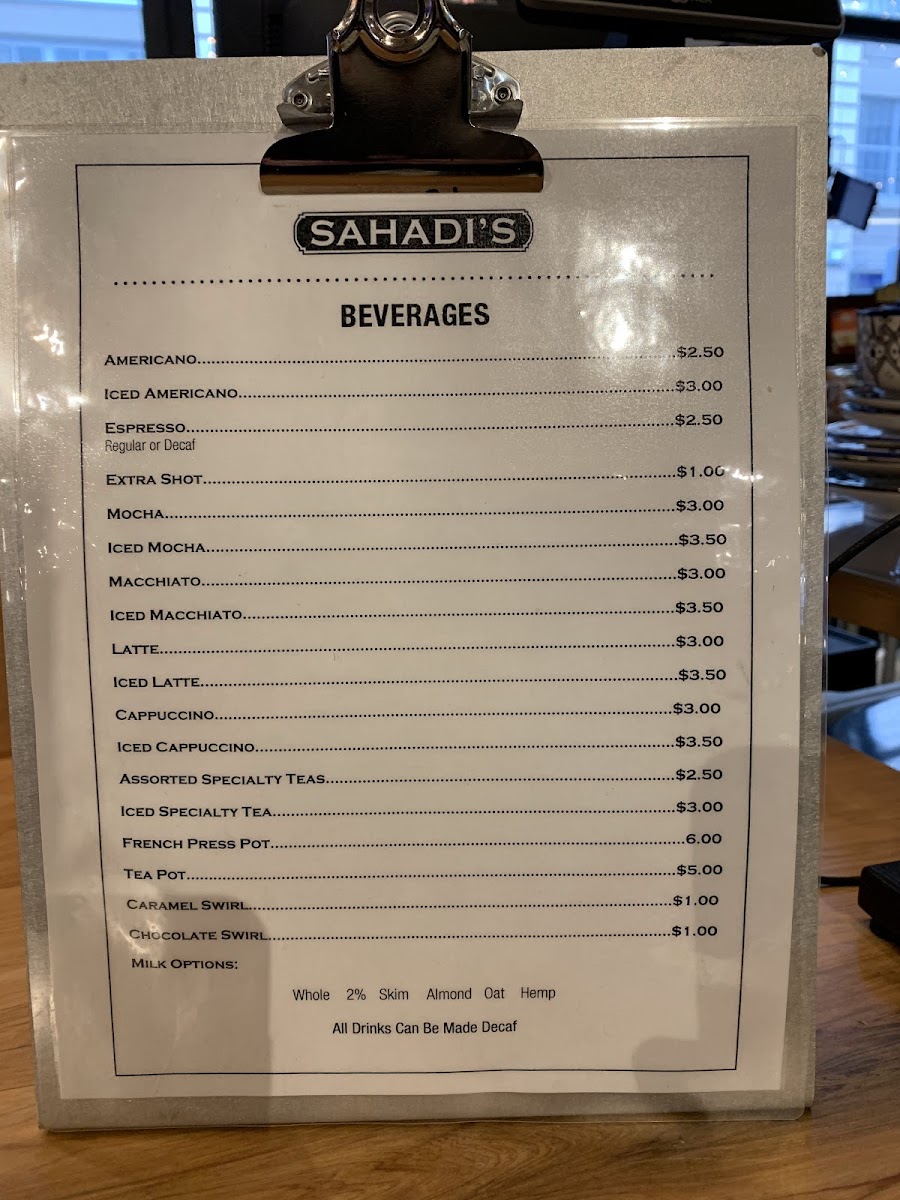 SAHADI'S
BEVERAGES
AMERICANO $2.50
ICED AMERICANO $3.00
ESPRESSO $2.50
Regular or Decaf
EXTRA SHOT $1.00
MOCHA $3.00
ICED MOCHA $3.50
MACCHIATO $3.00
ICED MACCHIATO $3.50
LATTE $3.00
ICED LATTE $3.50
CAPPUCCINO $3.00
ICED CAPPUCCINO $3.50
ASSORTED SPECIALTY TEAS $2.50
ICED SPECIALTY TEA $3.00
FRENCH PRESS POT 6.00
TEA POT $5.00
CARAMEL SWIRL $1.00
CHOCOLATE SWIRL $1.00
MILK OPTIONS:
Whole 2% Skim Almond Oat Hemp
All Drinks Can Be Made Decaf